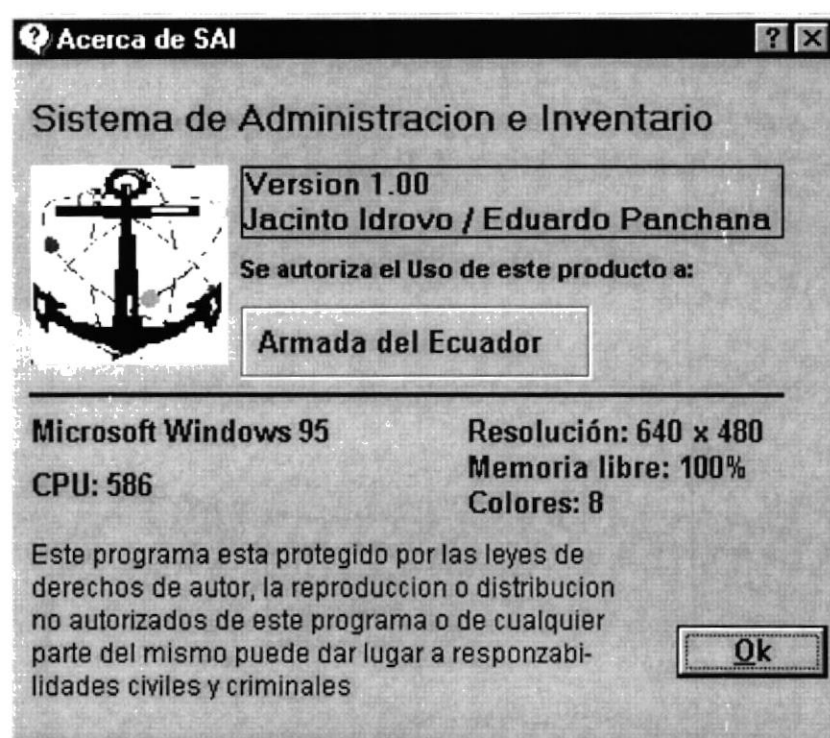 Acerca de SAI
Sistema de Administracion e Inventario
Version 1.00
Jacinto Idrovo / Eduardo Panchana
Se autoriza el Uso de este producto a:
Armada del Ecuador
Microsoft Windows 95
CPU: 586
Resolución: 640 x 480
Memoria libre: 100%
Colores: 8
Este programa esta protegido por las leyes de
derechos de autor, la reproduccion o distribucion
no autorizados de este programa o de cualquier
parte del mismo puede dar lugar a responzabi-
lidades civiles y criminales
Ok